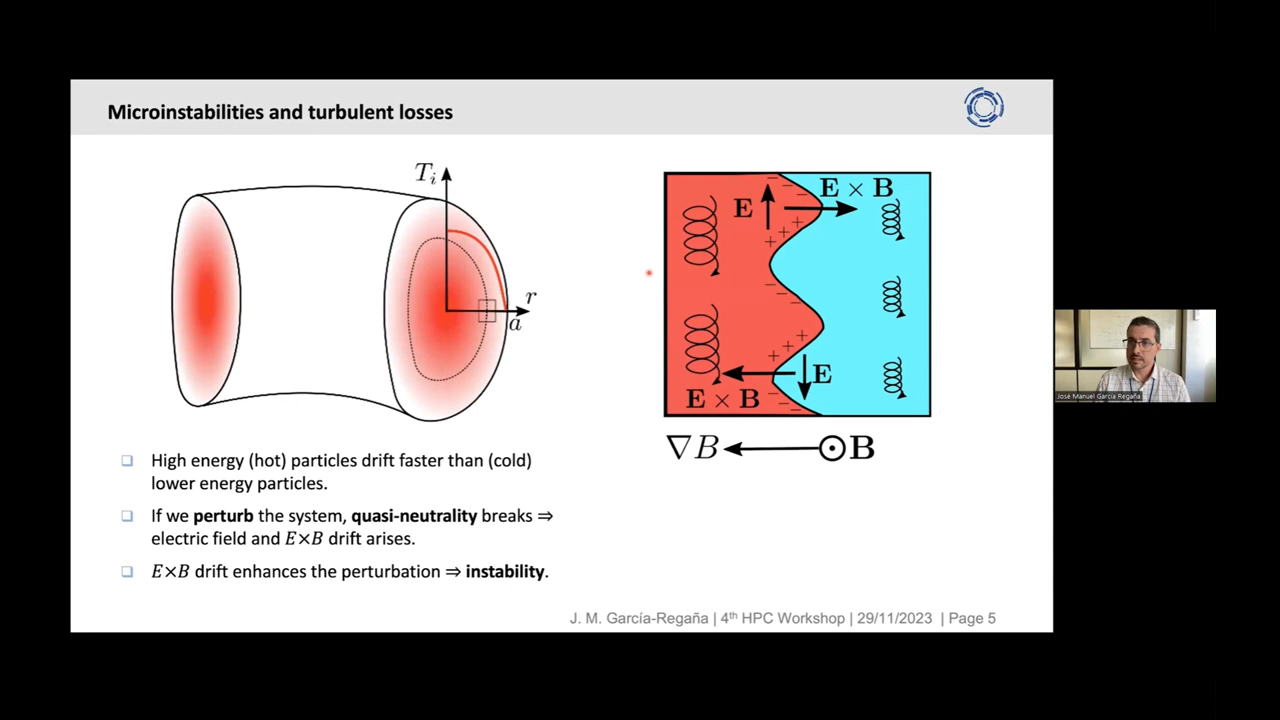 Microinstabilities and turbulent losses
Tᵢ
r
a
E × B
E
E
E × B
∇B
B
❑ High energy (hot) particles drift faster than (cold)
lower energy particles.
❑ If we perturb the system, quasi-neutrality breaks ⇒
electric field and E×B drift arises.
❑ E×B drift enhances the perturbation ⇒ instability.
J. M. García-Regaña | 4th HPC Workshop | 29/11/2023 | Page 5
José Manuel García Regaña